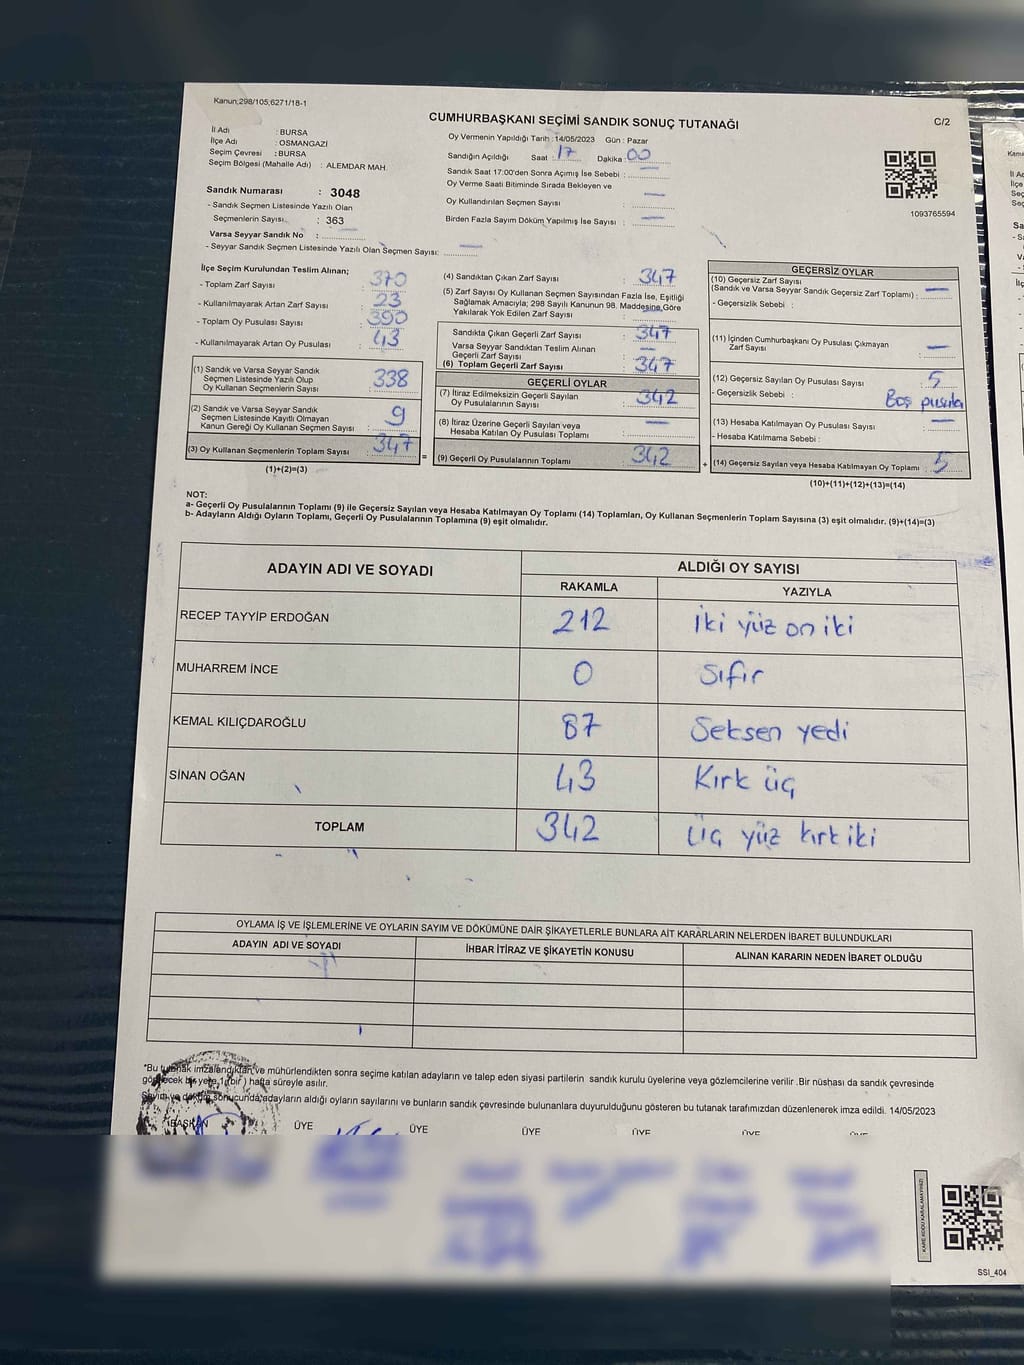 Kanun;298/105,6271/18-1
CUMHURBAŞKANI SEÇİMİ SANDIK SONUÇ TUTANAĞI
C/2
İl Adı : BURSA
İlçe Adı : OSMANGAZİ
Seçim Çevresi : BURSA
Seçim Bölgesi (Mahalle Adı) : ALEMDAR MAH.
Sandık Numarası : 3048
- Sandık Seçmen Listesinde Yazılı Olan
Seçmenlerin Sayısı : 363
Varsa Seyyar Sandık No :
- Seyyar Sandık Seçmen Listesinde Yazılı Olan Seçmen Sayısı:
Oy Vermenin Yapıldığı Tarih :14/05/2023 Gün : Pazar
Sandığın Açıldığı Saat : 17 Dakika : 00
Sandık Saat 17:00'den Sonra Açımış İse Sebebi :
Oy Verme Saati Bitiminde Sırada Bekleyen ve
Oy Kullandırılan Seçmen Sayısı :
Birden Fazla Sayım Döküm Yapılmış İse Sayısı :
1093765594
İlçe Seçim Kurulundan Teslim Alınan;
- Toplam Zarf Sayısı : 370
- Kullanılmayarak Artan Zarf Sayısı : 23
- Toplam Oy Pusulası Sayısı : 390
- Kullanılmayarak Artan Oy Pusulası : 43
(1) Sandık ve Varsa Seyyar Sandık
Seçmen Listesinde Yazılı Olup
Oy Kullanan Seçmenlerin Sayısı : 338
(2) Sandık ve Varsa Seyyar Sandık
Seçmen Listesinde Kayıtlı Olmayan
Kanun Gereği Oy Kullanan Seçmen Sayısı : 9
(3) Oy Kullanan Seçmenlerin Toplam Sayısı : 347
(1)+(2)=(3)
(4) Sandıktan Çıkan Zarf Sayısı : 347
(5) Zarf Sayısı Oy Kullanan Seçmen Sayısından Fazla İse, Eşitliği
Sağlamak Amacıyla; 298 Sayılı Kanunun 98. Maddesine Göre
Yakılarak Yok Edilen Zarf Sayısı :
Sandıkta Çıkan Geçerli Zarf Sayısı : 347
Varsa Seyyar Sandıktan Teslim Alınan
Geçerli Zarf Sayısı :
(6) Toplam Geçerli Zarf Sayısı : 347
GEÇERLİ OYLAR
(7) İtiraz Edilmeksizin Geçerli Sayılan
Oy Pusulalarının Sayısı : 342
(8) İtiraz Üzerine Geçerli Sayılan veya
Hesaba Katılan Oy Pusulası Toplamı :
= (9) Geçerli Oy Pusulalarının Toplamı : 342
GEÇERSİZ OYLAR
(10) Geçersiz Zarf Sayısı
(Sandık ve Varsa Seyyar Sandık Geçersiz Zarf Toplamı) :
- Geçersizlik Sebebi :
(11) İçinden Cumhurbaşkanı Oy Pusulası Çıkmayan
Zarf Sayısı :
(12) Geçersiz Sayılan Oy Pusulası Sayısı : 5
- Geçersizlik Sebebi : Boş pusula
(13) Hesaba Katılmayan Oy Pusulası Sayısı :
- Hesaba Katılmama Sebebi :
+ (14) Geçersiz Sayılan veya Hesaba Katılmayan Oy Toplamı : 5
(10)+(11)+(12)+(13)=(14)
NOT:
a- Geçerli Oy Pusulalarının Toplamı (9) ile Geçersiz Sayılan veya Hesaba Katılmayan Oy Toplamı (14) Toplamları, Oy Kullanan Seçmenlerin Toplam Sayısına (3) eşit olmalıdır. (9)+(14)=(3)
b- Adayların Aldığı Oyların Toplamı, Geçerli Oy Pusulalarının Toplamına (9) eşit olmalıdır.
ADAYIN ADI VE SOYADI ALDIĞI OY SAYISI
RAKAMLA YAZIYLA
RECEP TAYYİP ERDOĞAN 212 İki yüz on iki
MUHARREM İNCE 0 Sıfır
KEMAL KILIÇDAROĞLU 87 Seksen yedi
SİNAN OĞAN 43 Kırk üç
TOPLAM 342 üç yüz kırk iki
OYLAMA İŞ VE İŞLEMLERİNE VE OYLARIN SAYIM VE DÖKÜMÜNE DAİR ŞİKAYETLERLE BUNLARA AİT KARARLARIN NELERDEN İBARET BULUNDUKLARI
ADAYIN ADI VE SOYADI İHBAR İTİRAZ VE ŞİKAYETİN KONUSU ALINAN KARARIN NEDEN İBARET OLDUĞU
*Bu tutanak imzalandıktan ve mühürlendikten sonra seçime katılan adayların ve talep eden siyasi partilerin sandık kurulu üyelerine veya gözlemcilerine verilir .Bir nüshası da sandık çevresinde
görülecek bir yere 1 (bir ) hafta süreyle asılır.
Sayım ve döküm sonucunda, adayların aldığı oyların sayılarını ve bunların sandık çevresinde bulunanlara duyurulduğunu gösteren bu tutanak tarafımızdan düzenlenerek imza edildi. 14/05/2023
BAŞKAN ÜYE ÜYE ÜYE ÜYE ÜYE
KARE KODU KARALAMAYINIZ!
SSI_404